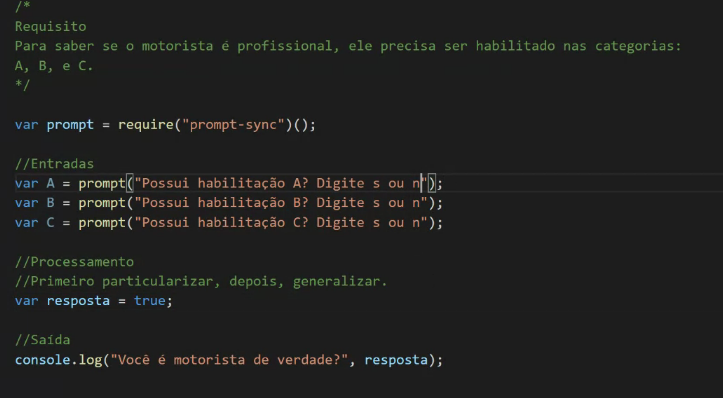 /*
Requisito
Para saber se o motorista é profissional, ele precisa ser habilitado nas categorias:
A, B, e C.
*/
var prompt = require("prompt-sync")();
//Entradas
var A = prompt("Possui habilitação A? Digite s ou n");
var B = prompt("Possui habilitação B? Digite s ou n");
var C = prompt("Possui habilitação C? Digite s ou n");
//Processamento
//Primeiro particularizar, depois, generalizar.
var resposta = true;
//Saída
console.log("Você é motorista de verdade?", resposta);